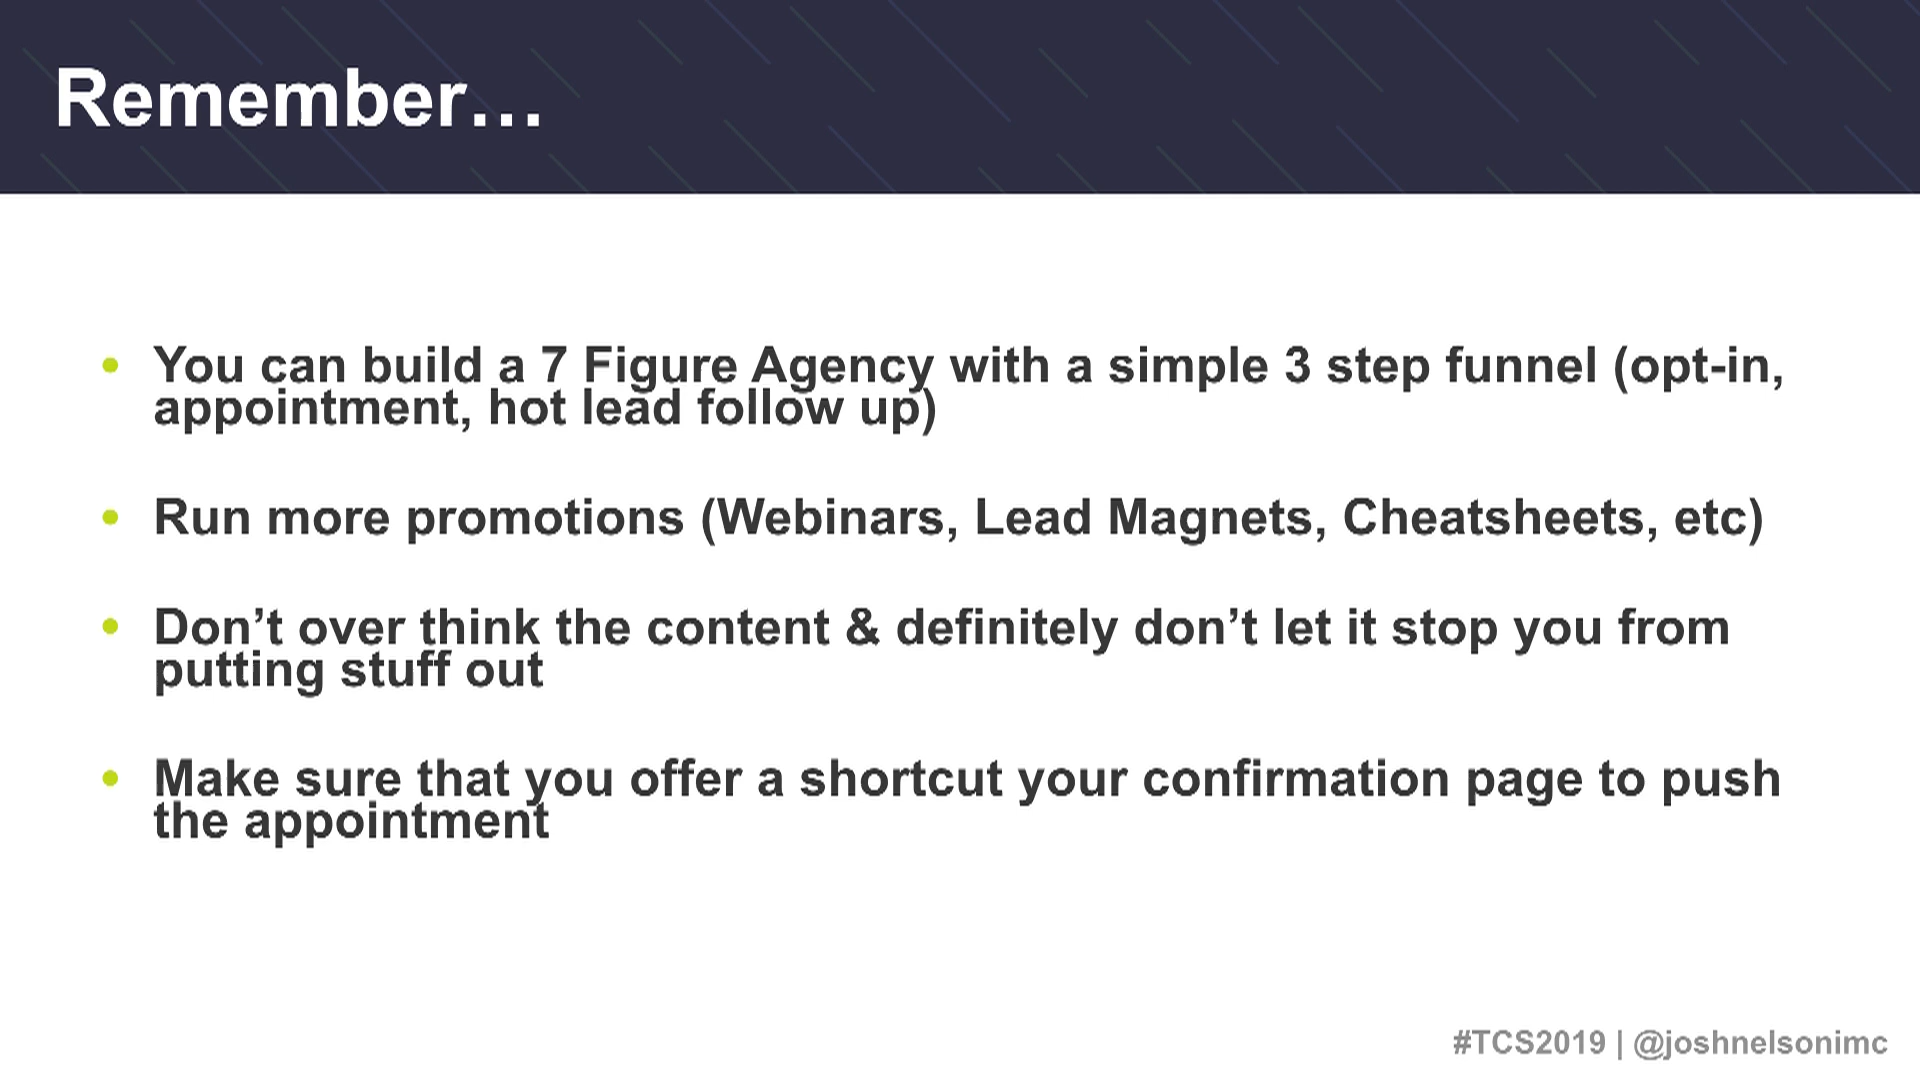 Remember…
• You can build a 7 Figure Agency with a simple 3 step funnel (opt-in,
appointment, hot lead follow up)
• Run more promotions (Webinars, Lead Magnets, Cheatsheets, etc)
• Don’t over think the content & definitely don’t let it stop you from
putting stuff out
• Make sure that you offer a shortcut your confirmation page to push
the appointment
#TCS2019 | @joshnelsonimc